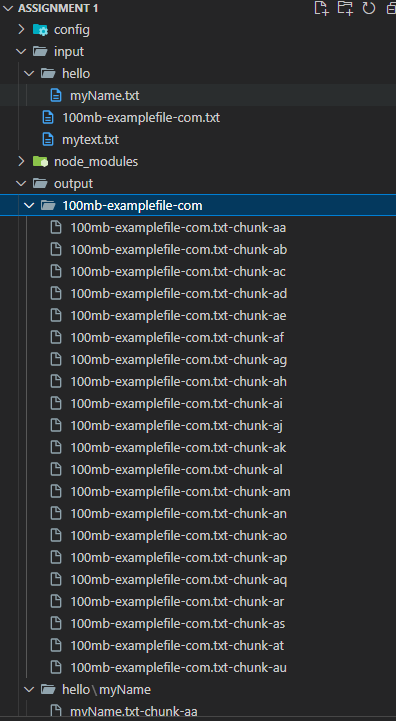 ASSIGNMENT 1
config
input
hello
myName.txt
100mb-examplefile-com.txt
mytext.txt
node_modules
output
100mb-examplefile-com
100mb-examplefile-com.txt-chunk-aa
100mb-examplefile-com.txt-chunk-ab
100mb-examplefile-com.txt-chunk-ac
100mb-examplefile-com.txt-chunk-ad
100mb-examplefile-com.txt-chunk-ae
100mb-examplefile-com.txt-chunk-af
100mb-examplefile-com.txt-chunk-ag
100mb-examplefile-com.txt-chunk-ah
100mb-examplefile-com.txt-chunk-ai
100mb-examplefile-com.txt-chunk-aj
100mb-examplefile-com.txt-chunk-ak
100mb-examplefile-com.txt-chunk-al
100mb-examplefile-com.txt-chunk-am
100mb-examplefile-com.txt-chunk-an
100mb-examplefile-com.txt-chunk-ao
100mb-examplefile-com.txt-chunk-ap
100mb-examplefile-com.txt-chunk-aq
100mb-examplefile-com.txt-chunk-ar
100mb-examplefile-com.txt-chunk-as
100mb-examplefile-com.txt-chunk-at
100mb-examplefile-com.txt-chunk-au
hello\myName
myName.txt-chunk-aa